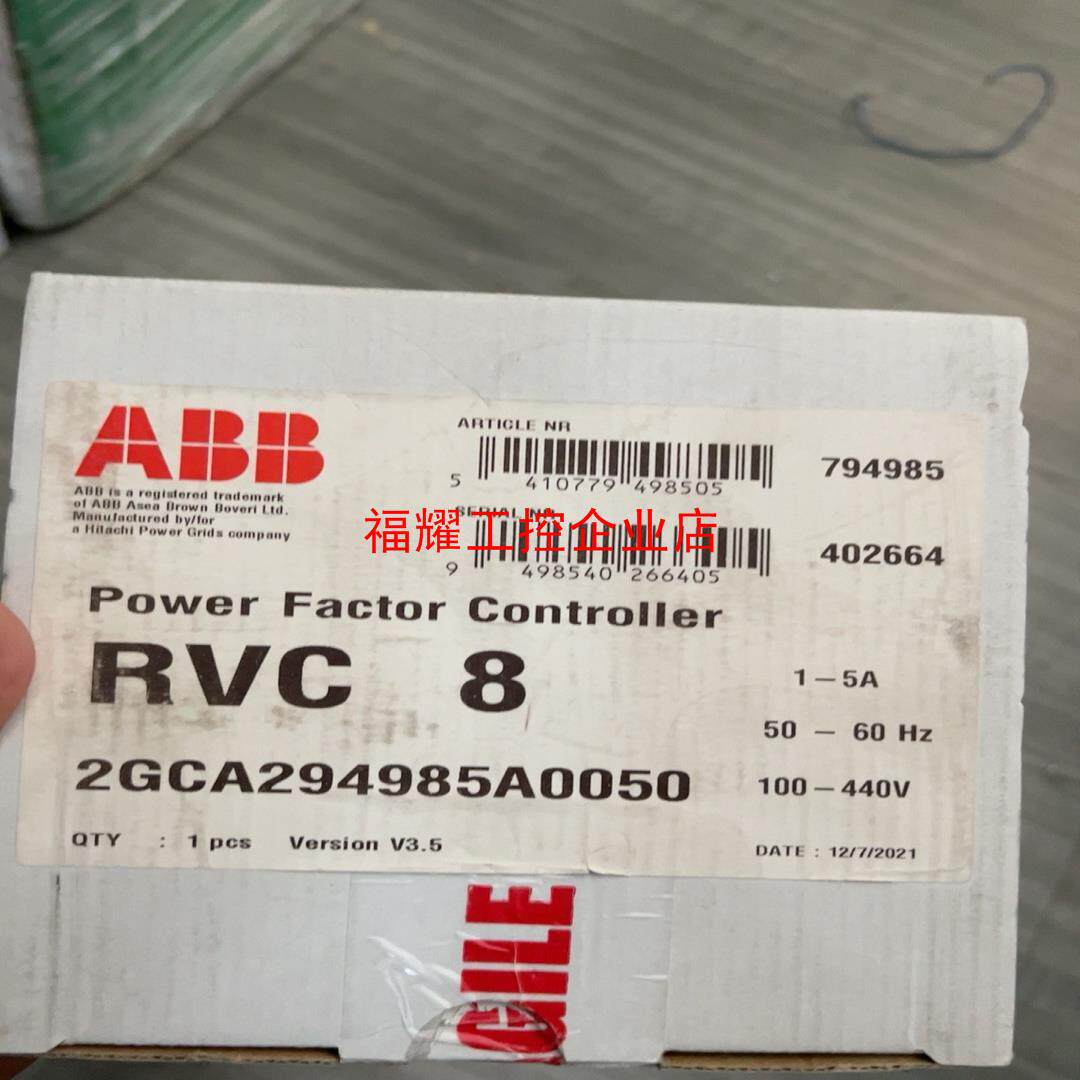 ABB
ABB is a registered trademark
of ABB Asea Brown Boveri Ltd.
Manufactured by/for
a Hitachi Power Grids company
ARTICLE NR
5 410779 498505
794985
SERIAL NR
福耀工控企业店
9 498540 266405
402664
Power Factor Controller
RVC 8
1-5A
50 - 60 Hz
2GCA294985A0050
100-440V
QTY : 1 pcs Version V3.5
DATE : 12/7/2021